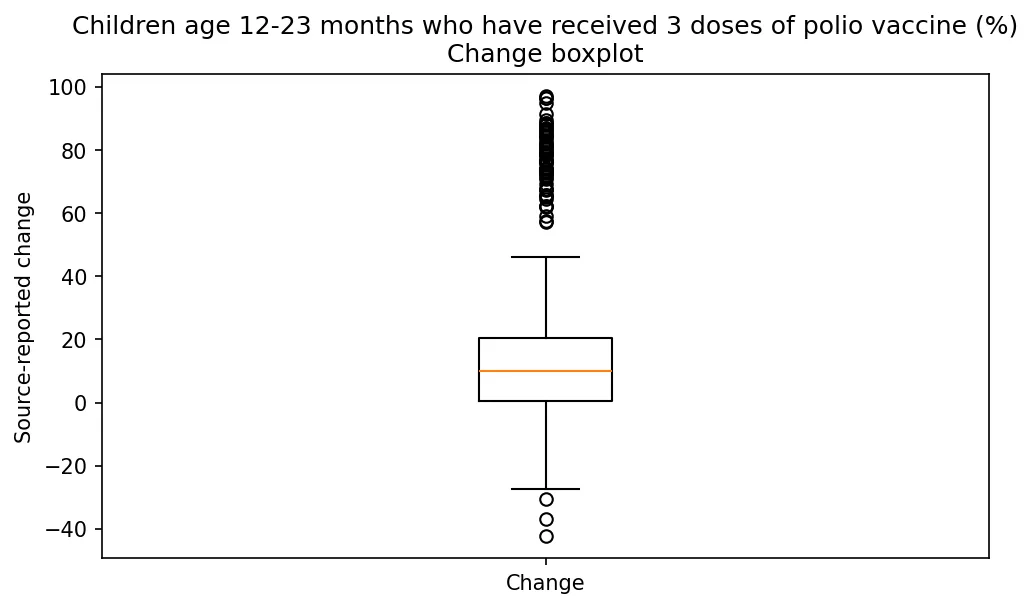 Children age 12-23 months who have received 3 doses of polio vaccine (%)
Change boxplot
Source-reported change
100
80
60
40
20
0
−20
−40
Change